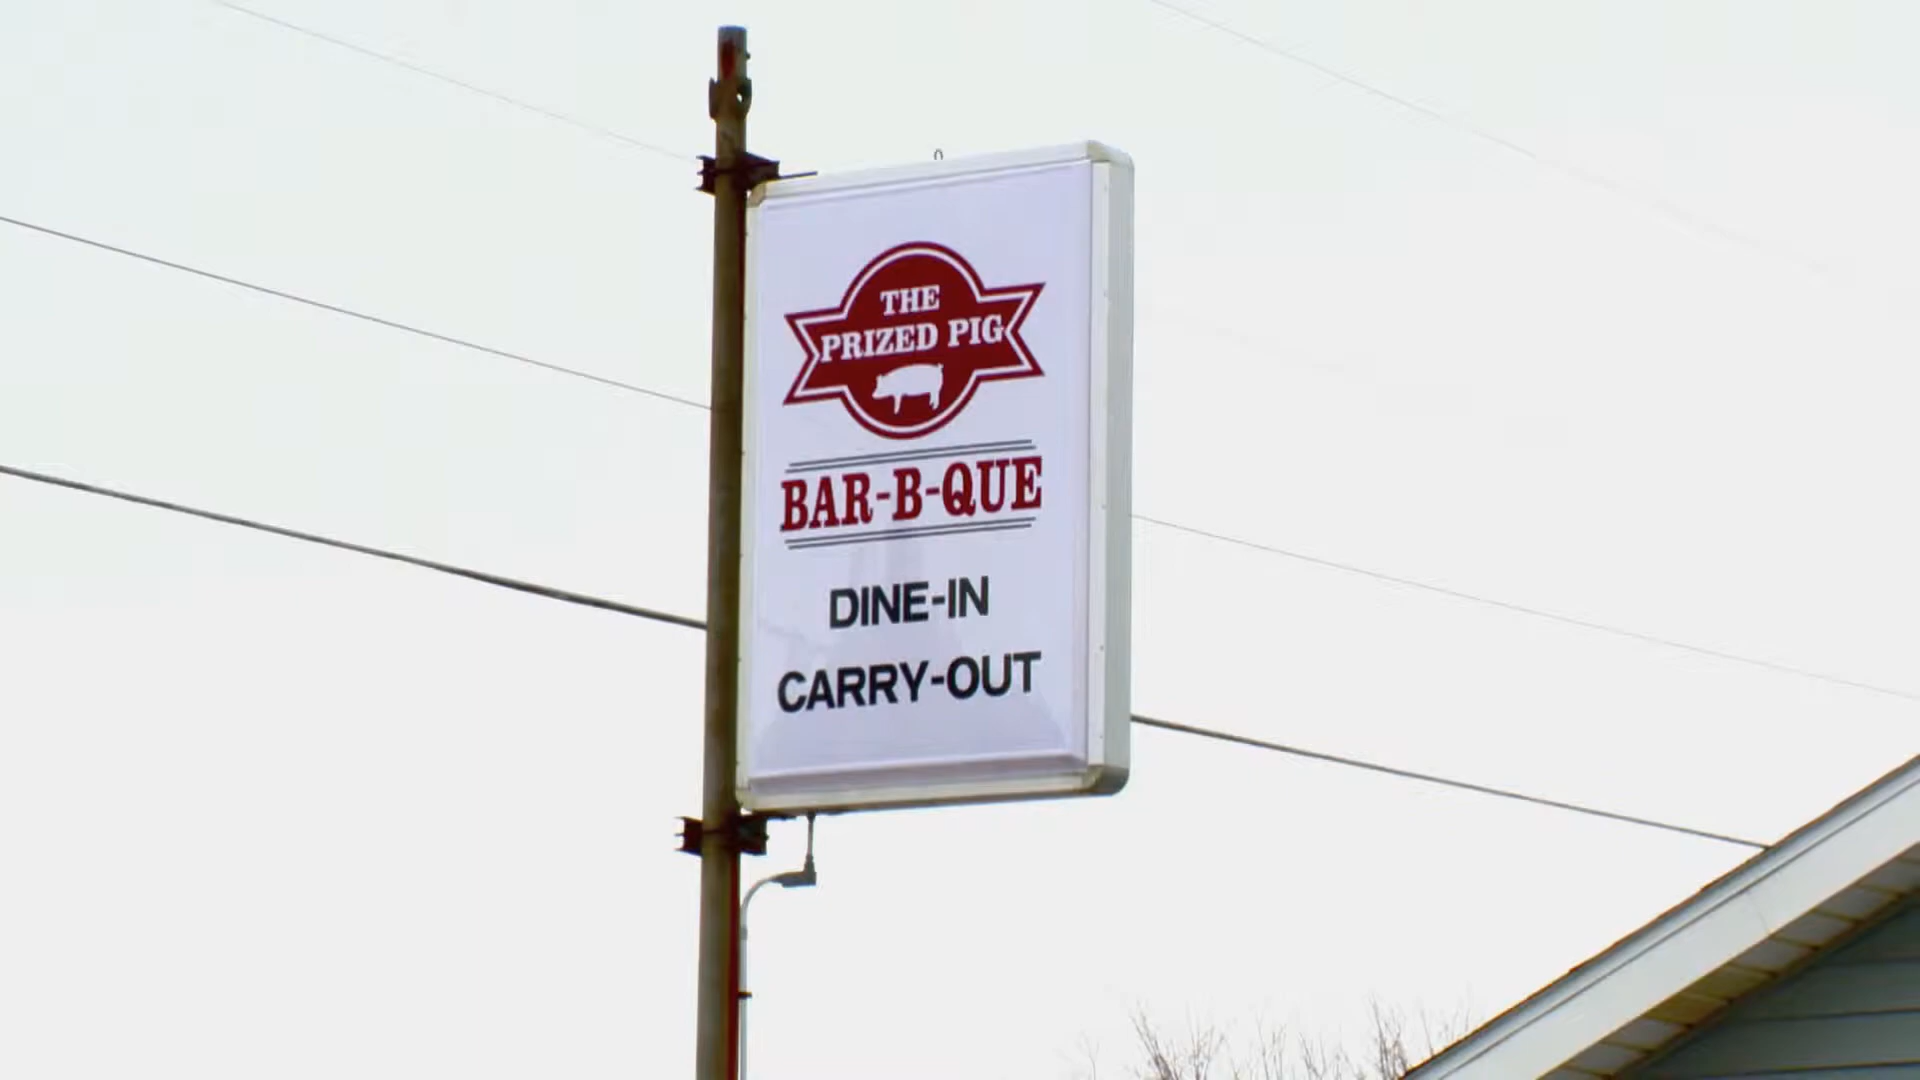 THE
PRIZED PIG
BAR-B-QUE
DINE-IN
CARRY-OUT